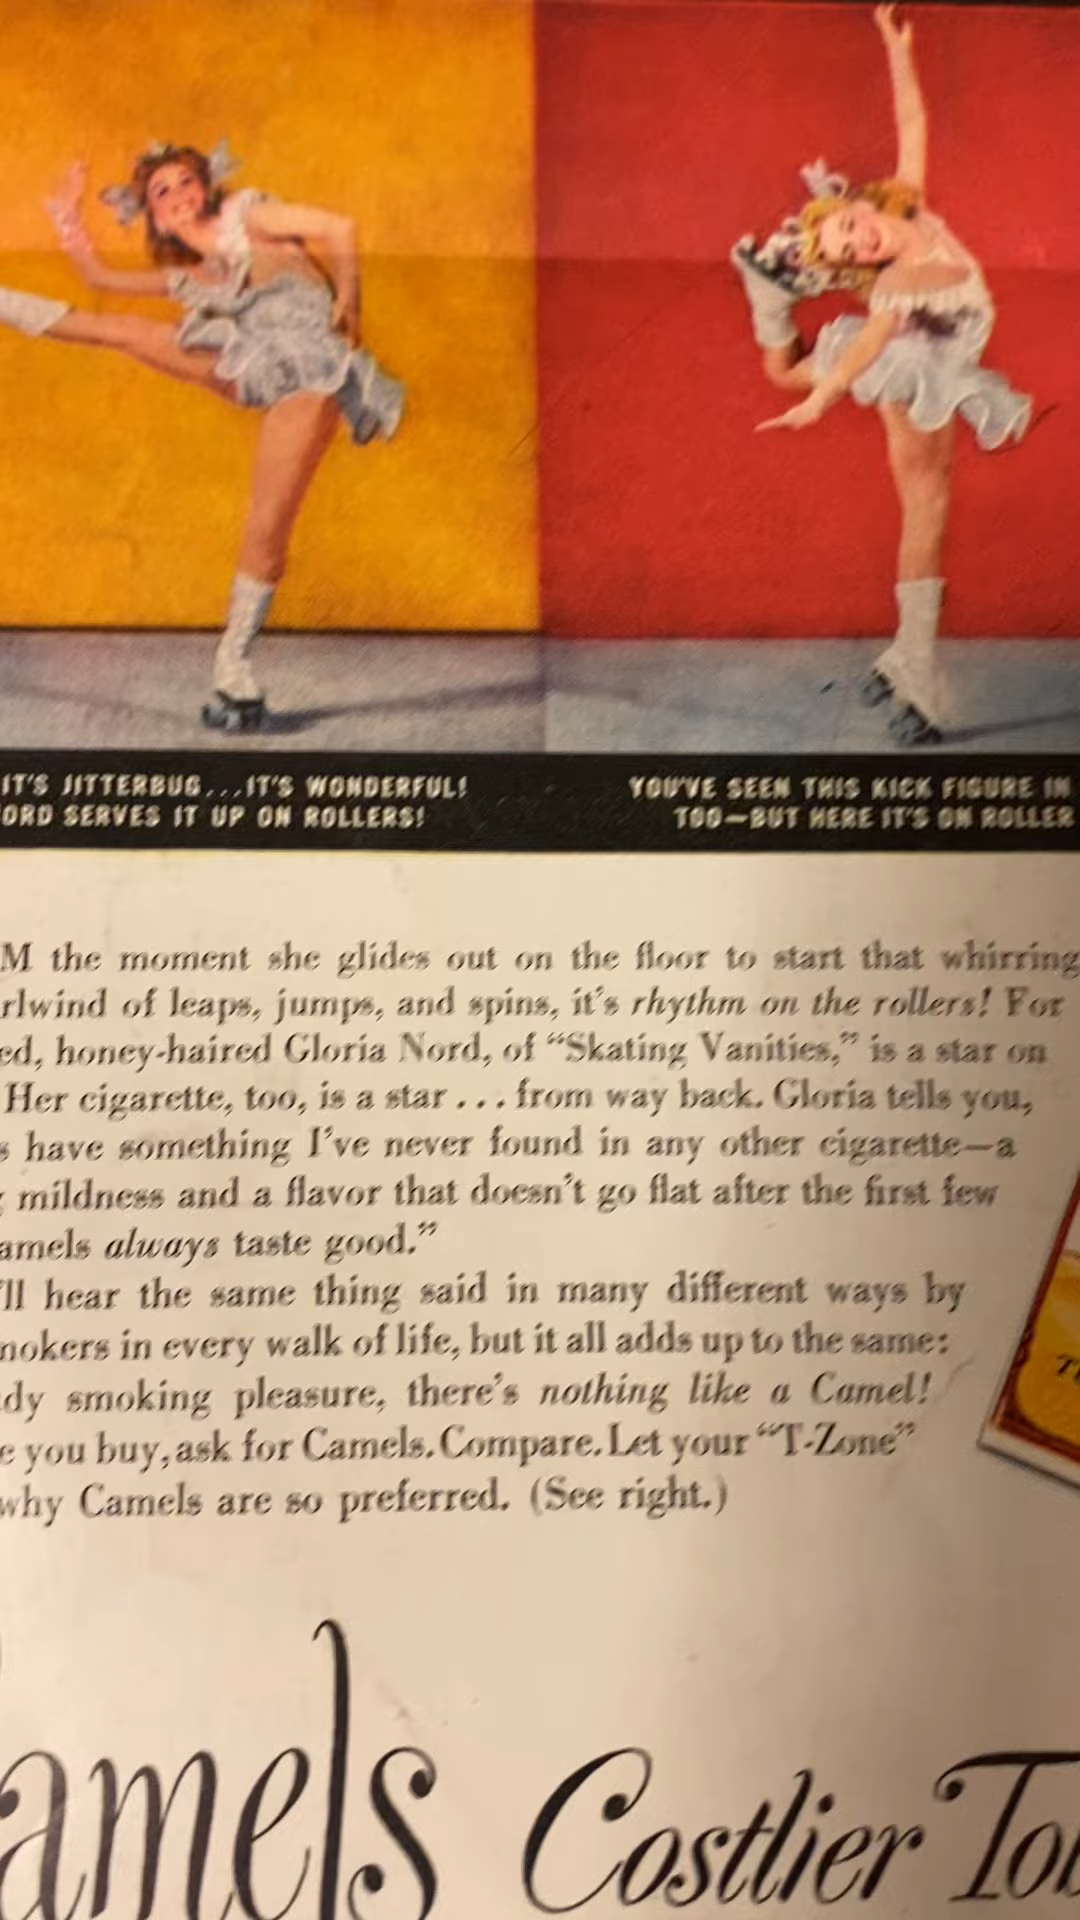 IT'S JITTERBUG...IT'S WONDERFUL!
ORD SERVES IT UP ON ROLLERS!
YOU'VE SEEN THIS KICK FIGURE IN
TOO—BUT HERE IT'S ON ROLLER
M the moment she glides out on the floor to start that whirring
rlwind of leaps, jumps, and spins, it's rhythm on the rollers! For
ed, honey-haired Gloria Nord, of “Skating Vanities,” is a star on
Her cigarette, too, is a star . . . from way back. Gloria tells you,
s have something I've never found in any other cigarette—a
mildness and a flavor that doesn't go flat after the first few
amels always taste good.”
'll hear the same thing said in many different ways by
mokers in every walk of life, but it all adds up to the same:
dy smoking pleasure, there's nothing like a Camel!
e you buy, ask for Camels. Compare. Let your “T-Zone”
why Camels are so preferred. (See right.)
amels Costlier Tob